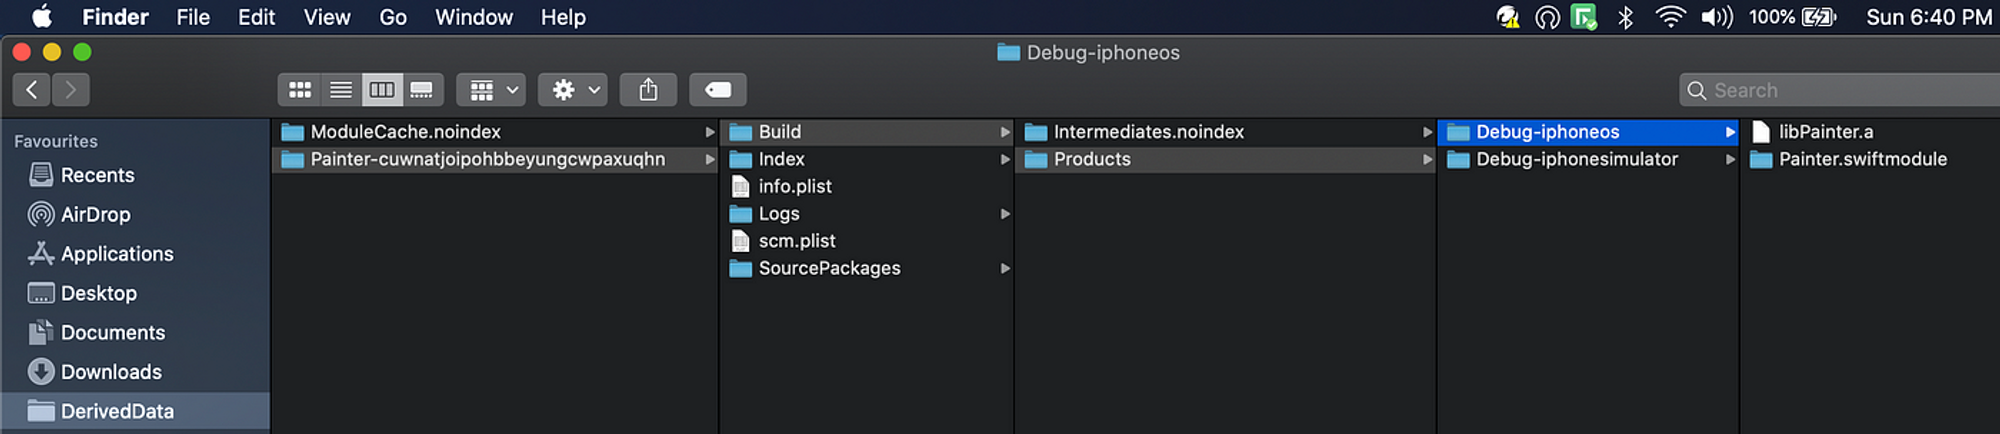 Finder File Edit View Go Window Help 100% Sun 6:40 PM
Debug-iphoneos
Search
Favourites
Recents
AirDrop
Applications
Desktop
Documents
Downloads
DerivedData
ModuleCache.noindex
Painter-cuwnatjoipohbbeyungcwpaxuqhn
Build
Index
info.plist
Logs
scm.plist
SourcePackages
Intermediates.noindex
Products
Debug-iphoneos
Debug-iphonesimulator
libPainter.a
Painter.swiftmodule